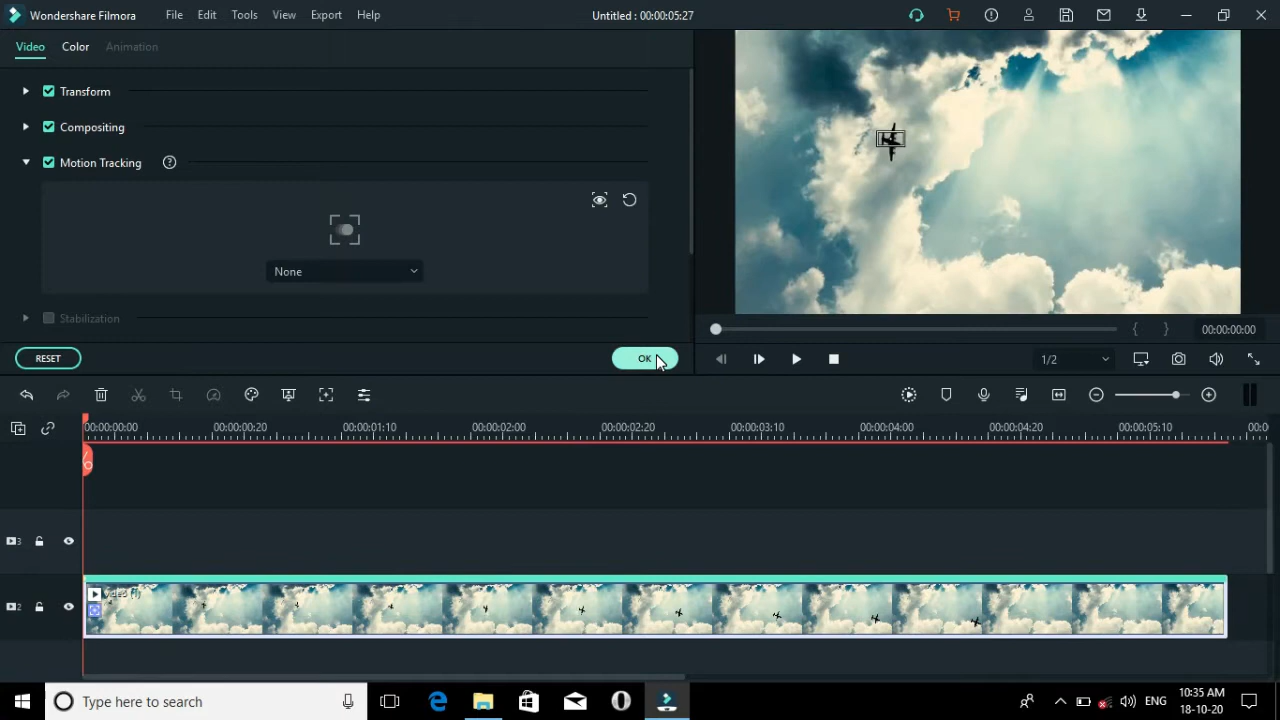 Wondershare Filmora File Edit Tools View Export Help Untitled : 00:00:05:27
Video Color Animation
Transform
Compositing
Motion Tracking ?
None
Stabilization
RESET OK
{ } 00:00:00:00
1/2
00:00:00:00 00:00:00:20 00:00:01:10 00:00:02:00 00:00:02:20 00:00:03:10 00:00:04:00 00:00:04:20 00:00:05:10 00:00
3
2
Type here to search
ENG
10:35 AM
18-10-20